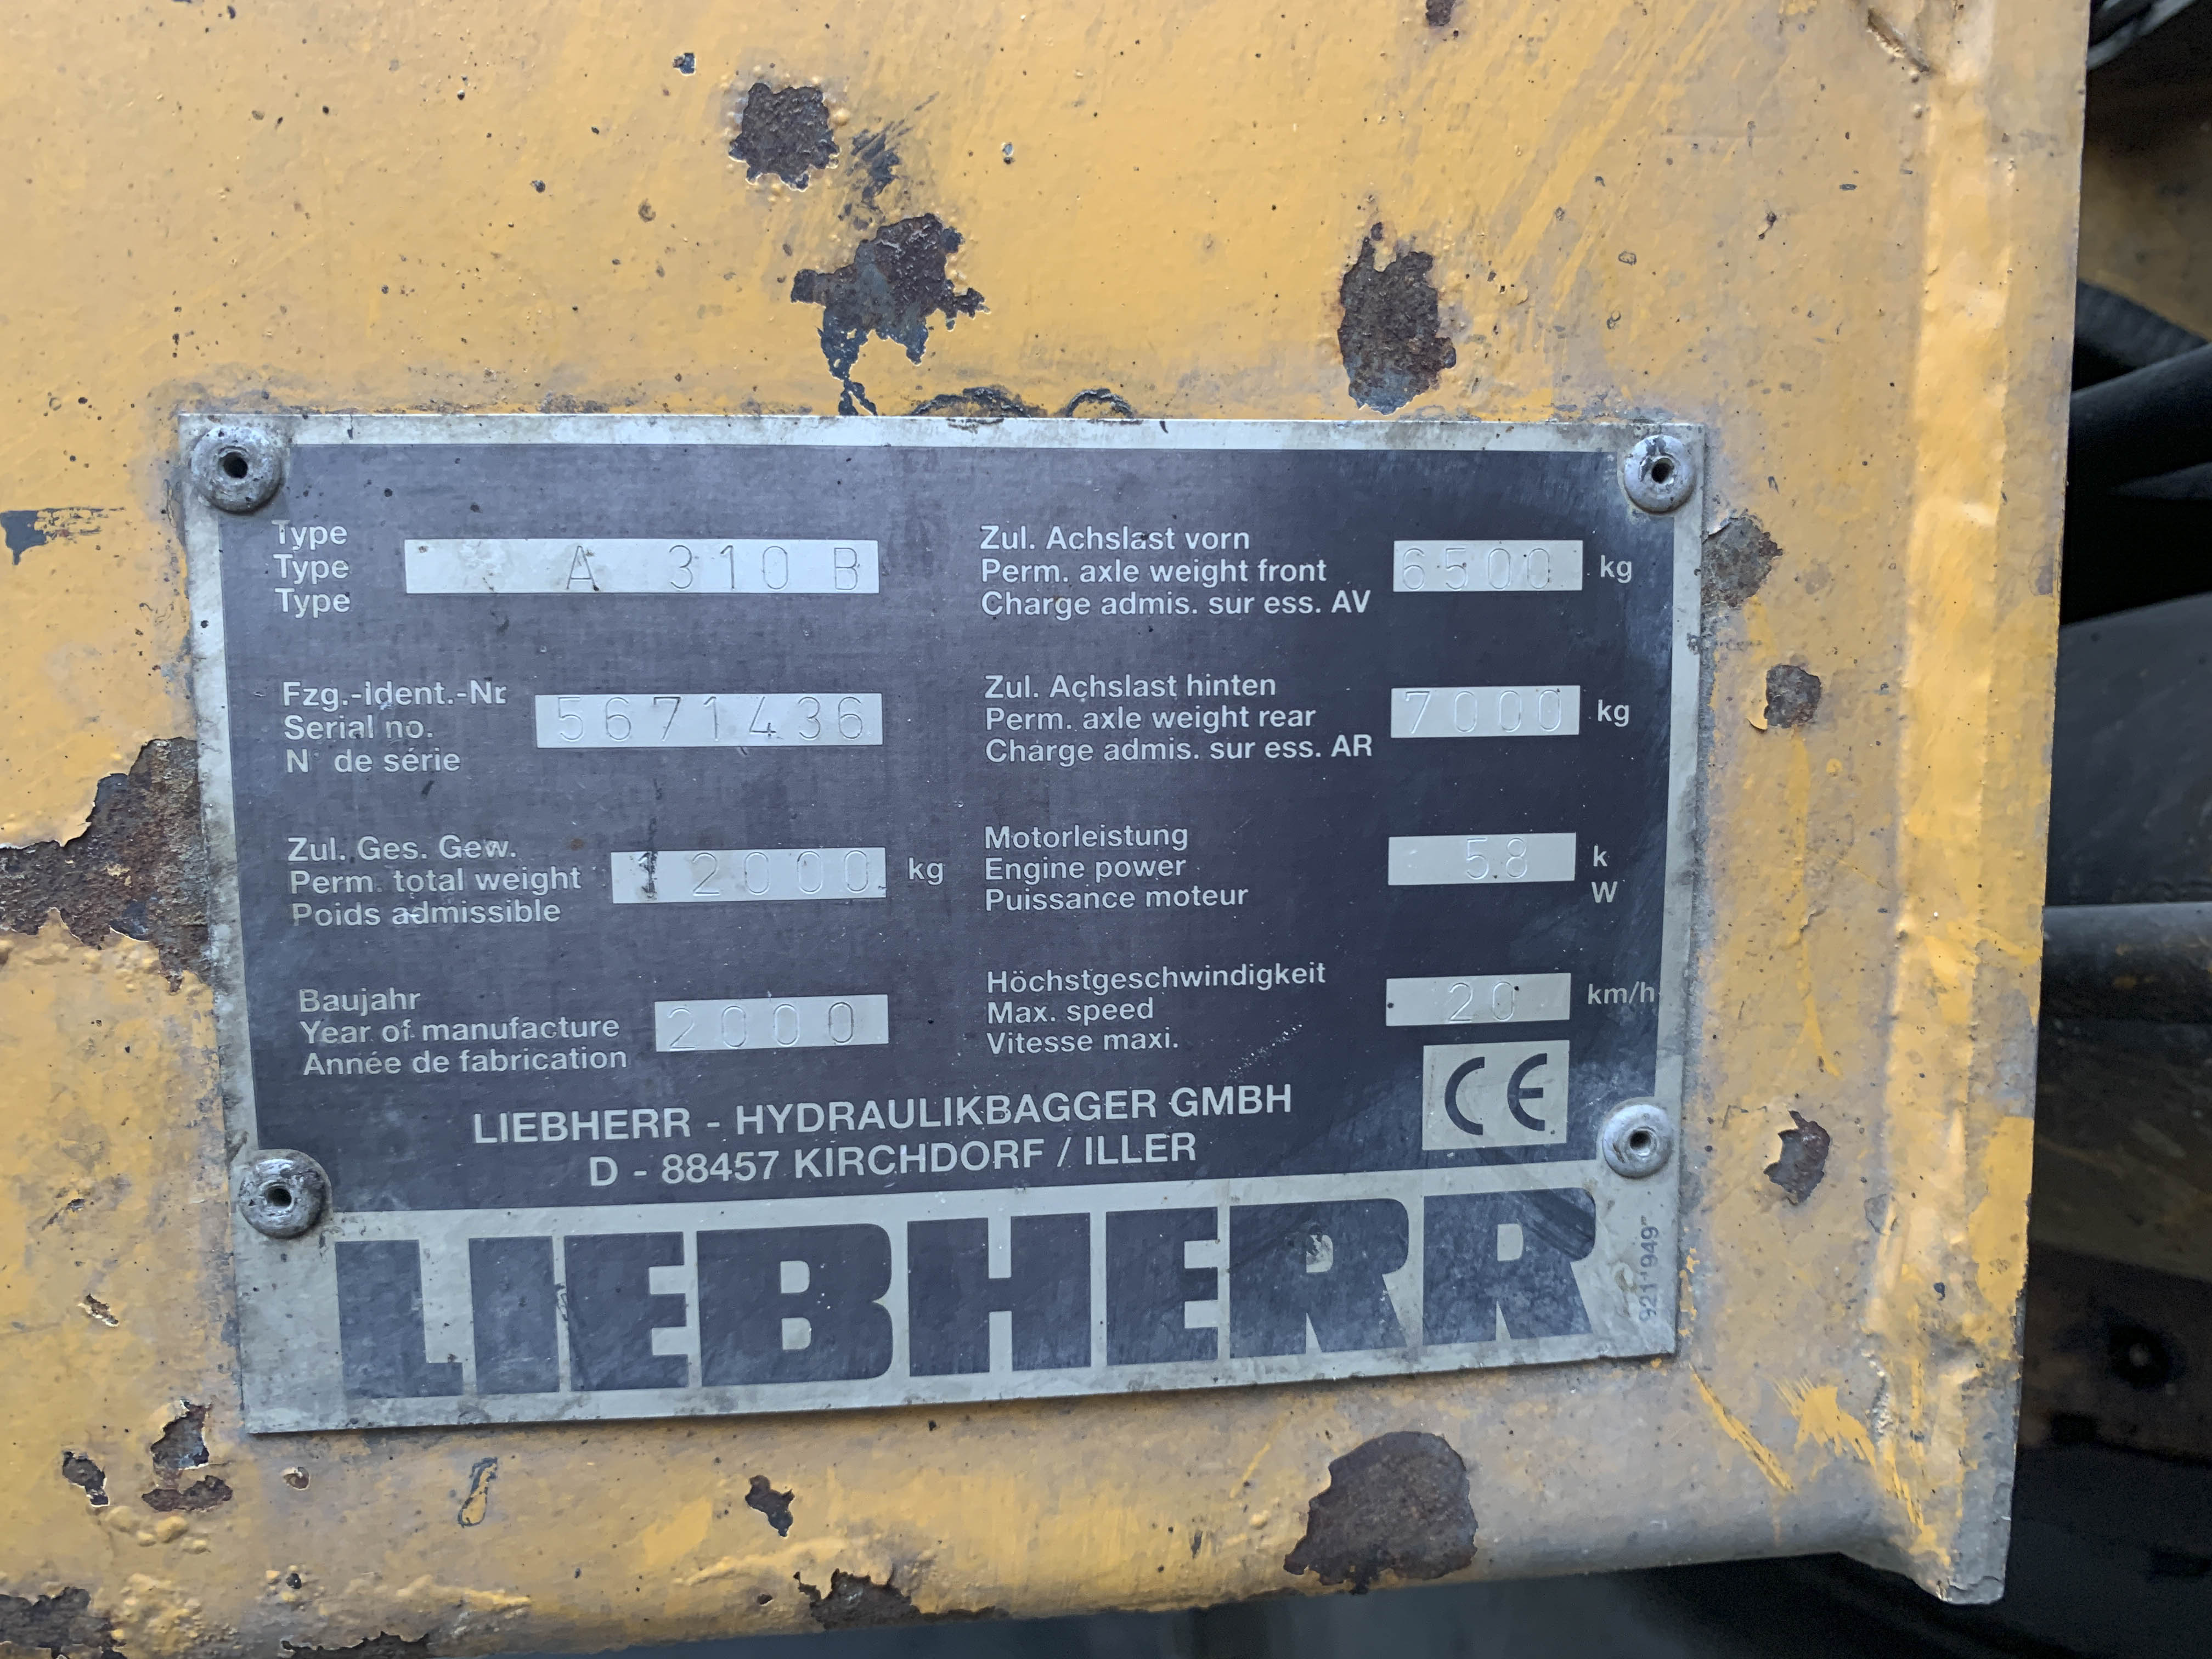 Type
Type
Type
A 310 B
Fzg.-Ident.-Nr.
Serial no.
N° de série
5671436
Zul. Ges. Gew.
Perm. total weight
Poids admissible
12000 kg
Baujahr
Year of manufacture
Année de fabrication
2000
Zul. Achslast vorn
Perm. axle weight front
Charge admis. sur ess. AV
6500 kg
Zul. Achslast hinten
Perm. axle weight rear
Charge admis. sur ess. AR
7000 kg
Motorleistung
Engine power
Puissance moteur
58 k
W
Höchstgeschwindigkeit
Max. speed
Vitesse maxi.
20 km/h
CE
LIEBHERR - HYDRAULIKBAGGER GMBH
D - 88457 KIRCHDORF / ILLER
LIEBHERR